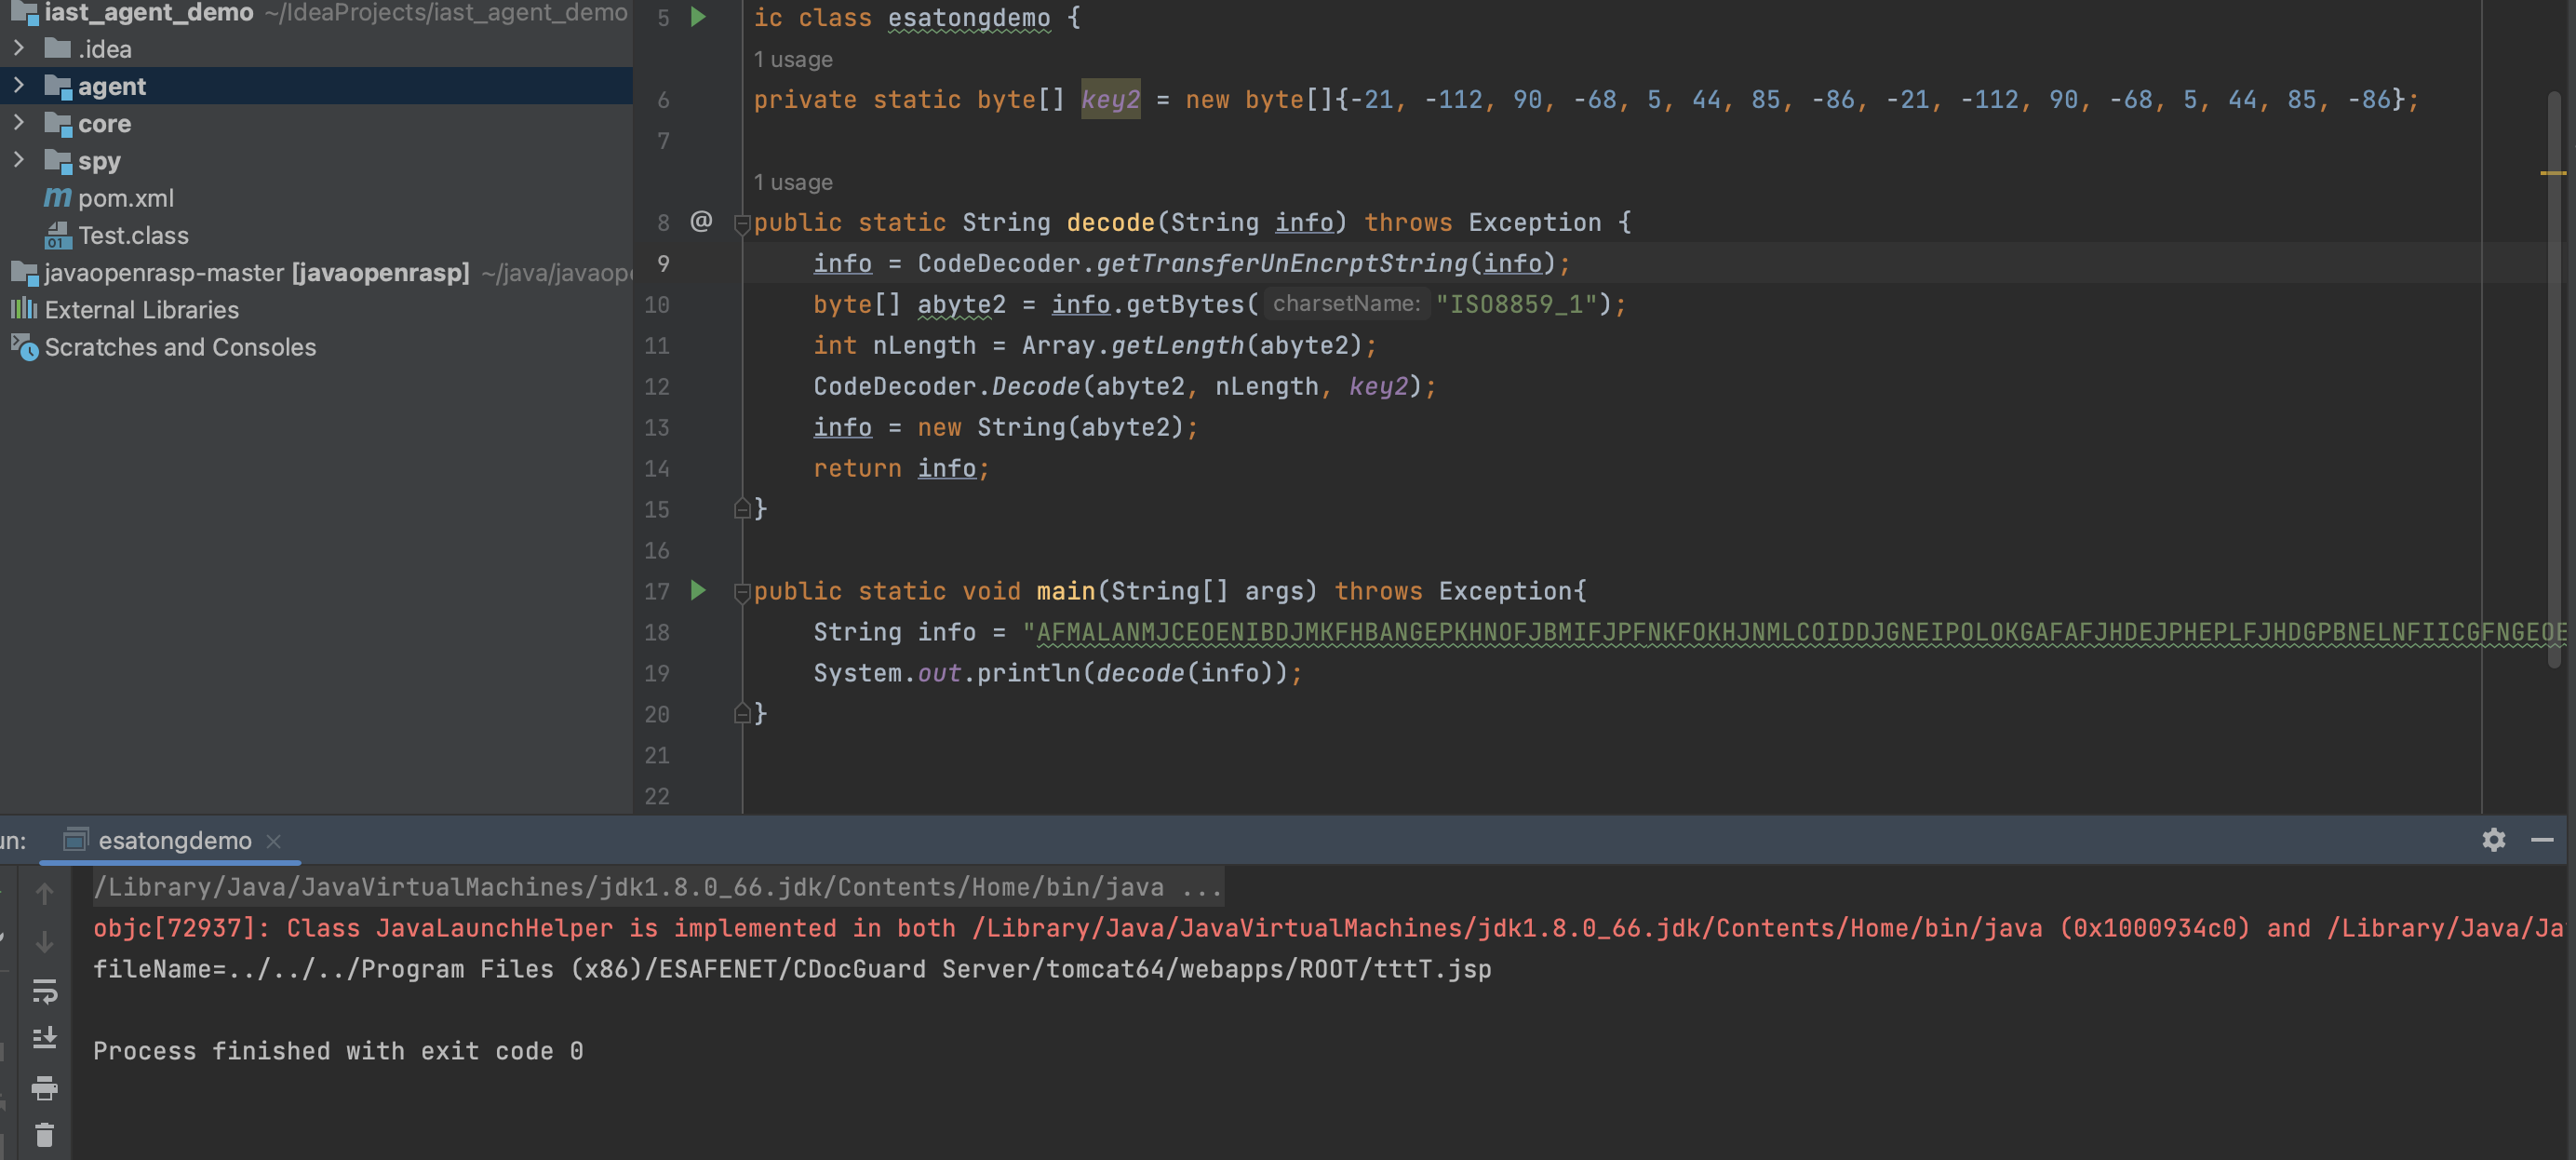 iast_agent_demo ~/IdeaProjects/iast_agent_demo
.idea
agent
core
spy
pom.xml
Test.class
javaopenrasp-master [javaopenrasp] ~/java/javaop
External Libraries
Scratches and Consoles
5 ic class esatongdemo {
1 usage
6 private static byte[] key2 = new byte[]{-21, -112, 90, -68, 5, 44, 85, -86, -21, -112, 90, -68, 5, 44, 85, -86};
7
1 usage
8 @ public static String decode(String info) throws Exception {
9 info = CodeDecoder.getTransferUnEncrptString(info);
10 byte[] abyte2 = info.getBytes( charsetName: "ISO8859_1");
11 int nLength = Array.getLength(abyte2);
12 CodeDecoder.Decode(abyte2, nLength, key2);
13 info = new String(abyte2);
14 return info;
15 }
16
17 public static void main(String[] args) throws Exception{
18 String info = "AFMALANMJCEOENIBDJMKFHBANGEPKHNOFJBMIFJPFNKFOKHJNMLCOIDDJGNEIPOLOKGAFAFJHDEJPHEPLFJHDGPBNELNFIICGFNGEOE
19 System.out.println(decode(info));
20 }
21
22
un: esatongdemo
/Library/Java/JavaVirtualMachines/jdk1.8.0_66.jdk/Contents/Home/bin/java ...
objc[72937]: Class JavaLaunchHelper is implemented in both /Library/Java/JavaVirtualMachines/jdk1.8.0_66.jdk/Contents/Home/bin/java (0x1000934c0) and /Library/Java/Ja
fileName=../../../Program Files (x86)/ESAFENET/CDocGuard Server/tomcat64/webapps/ROOT/tttT.jsp
Process finished with exit code 0